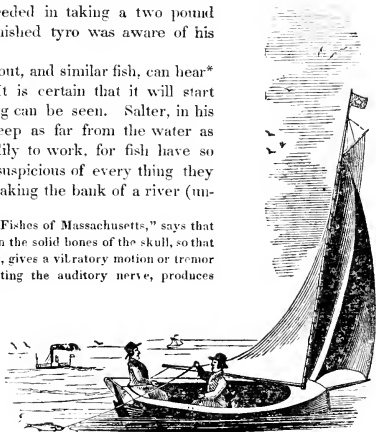 eeded in taking a two pound
nished tyro was aware of his
out, and similar fish, can hear*
It is certain that it will start
g can be seen. Salter, in his
eep as far from the water as
lily to work, for fish have so
suspicious of every thing they
aking the bank of a river (un-
Fishes of Massachusetts," says that
n the solid bones of the skull, so that
, gives a vibratory motion or tremor
ting the auditory nerve, produces